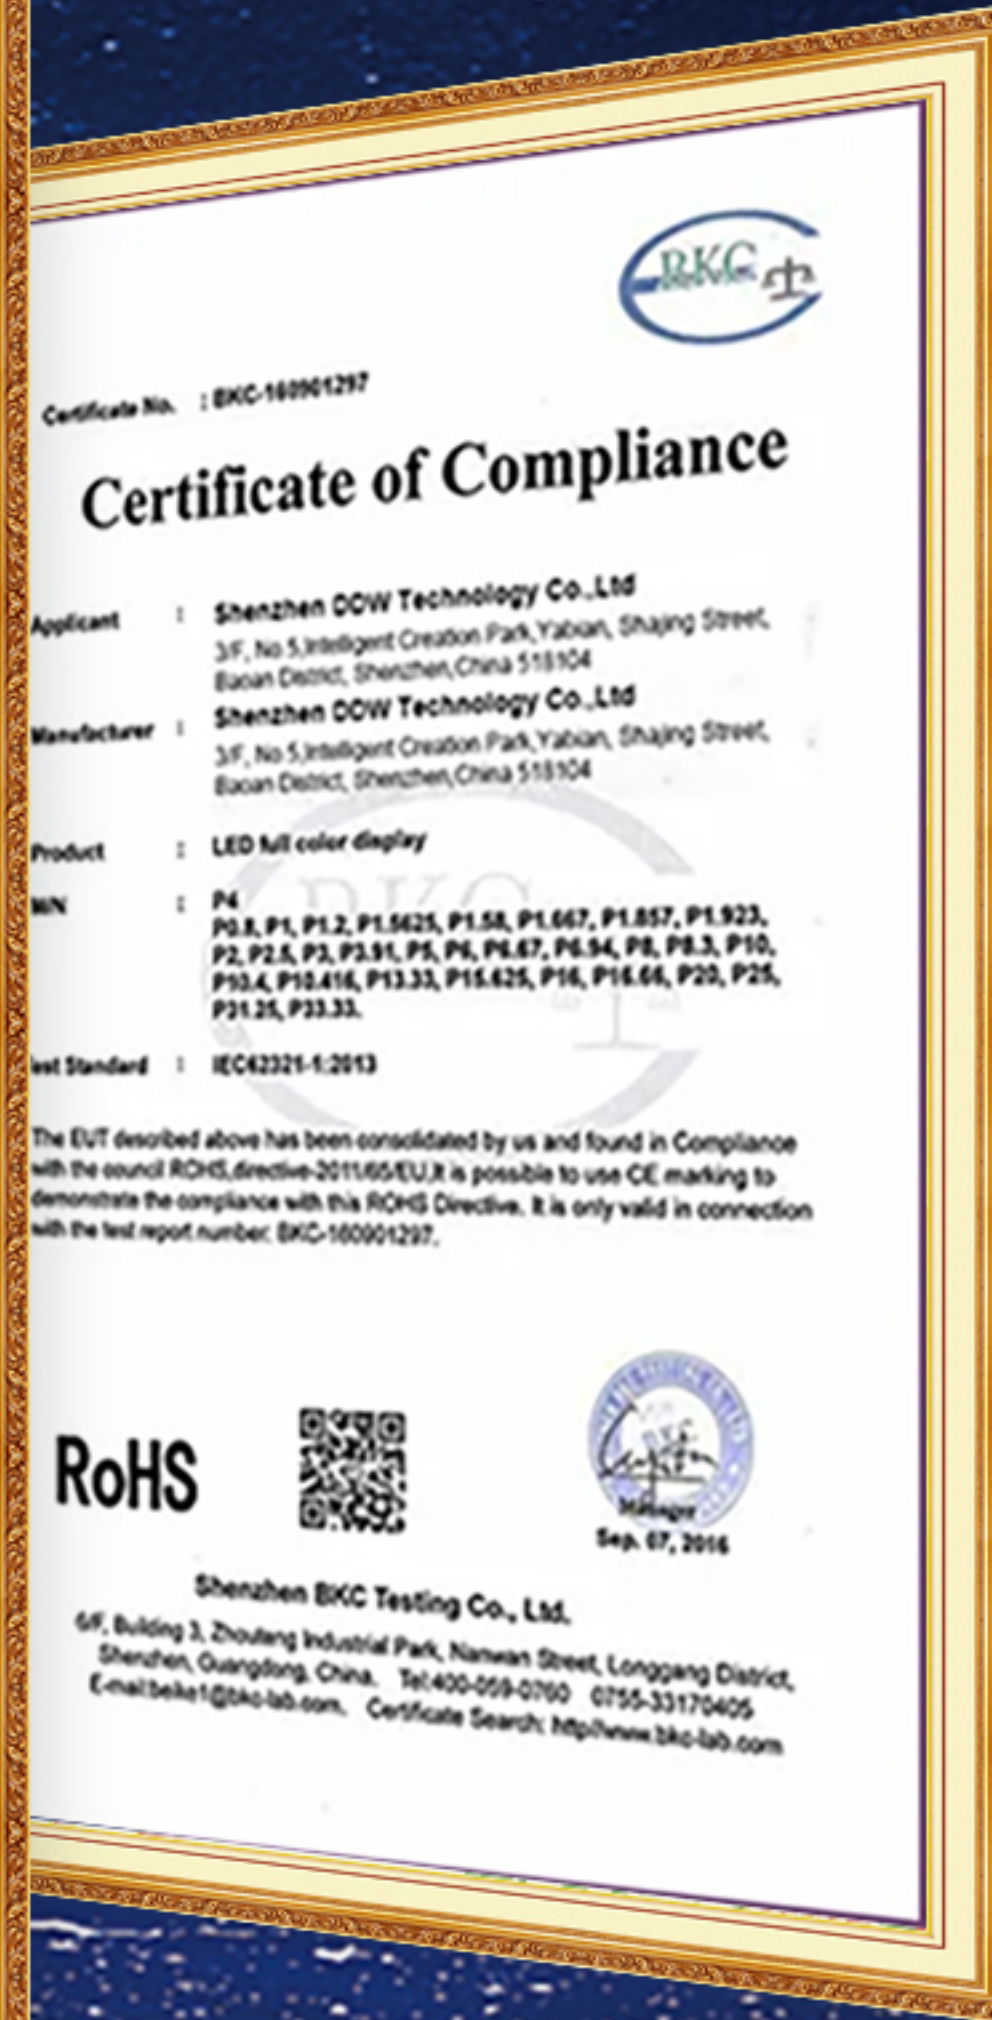 BKC
Certificate No. : BKC-160901297
Certificate of Compliance
Applicant : Shenzhen DDW Technology Co.,Ltd
3/F, No 5,Intelligent Creation Park,Yabian, Shajing Street,
Baoan District, Shenzhen,China 518104
Manufacturer : Shenzhen DDW Technology Co.,Ltd
3/F, No 5,Intelligent Creation Park,Yabian, Shajing Street,
Baoan District, Shenzhen,China 518104
Product : LED full color display
M/N : P4
P0.8, P1, P1.2, P1.5625, P1.58, P1.667, P1.857, P1.923,
P2, P2.5, P3, P3.91, P5, P6, P6.67, P6.94, P8, P8.3, P10,
P10.4, P10.416, P13.33, P15.625, P16, P16.66, P20, P25,
P31.25, P33.33.
est Standard : IEC62321-1:2013
The EUT described above has been consolidated by us and found in Compliance
with the council ROHS,directive-2011/65/EU.It is possible to use CE marking to
demonstrate the compliance with this ROHS Directive. It is only valid in connection
with the test report number: BKC-160901297.
RoHS
BKC
Manager
Sep. 07, 2016
Shenzhen BKC Testing Co., Ltd.
6/F, Building 3, Zhoutang Industrial Park, Nanwan Street, Longgang District,
Shenzhen, Guangdong, China. Tel:400-059-0760 0755-33170405
E-mail:beike1@bkc-lab.com. Certificate Search: http//www.bkc-lab.com